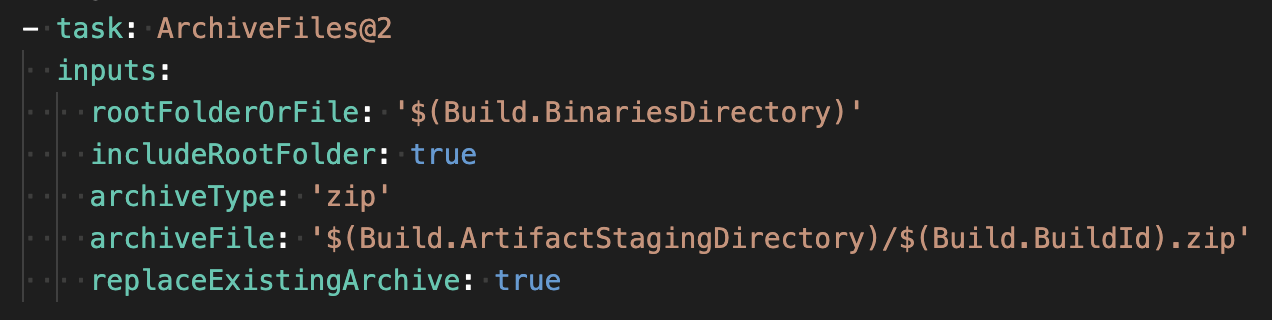 - task: ArchiveFiles@2
  inputs:
    rootFolderOrFile: '$(Build.BinariesDirectory)'
    includeRootFolder: true
    archiveType: 'zip'
    archiveFile: '$(Build.ArtifactStagingDirectory)/$(Build.BuildId).zip'
    replaceExistingArchive: true